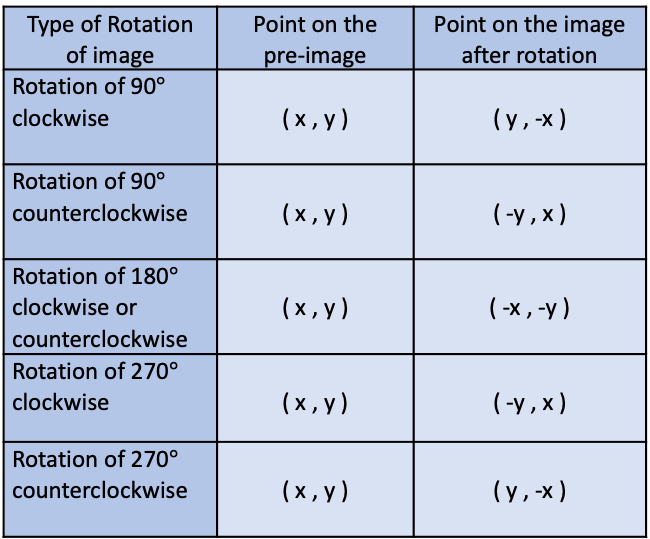 Type of Rotation
of image
Point on the
pre-image
Point on the image
after rotation
Rotation of 90°
clockwise
( x , y )
( y , -x )
Rotation of 90°
counterclockwise
( x , y )
( -y , x )
Rotation of 180°
clockwise or
counterclockwise
( x , y )
( -x , -y )
Rotation of 270°
clockwise
( x , y )
( -y , x )
Rotation of 270°
counterclockwise
( x , y )
( y , -x )